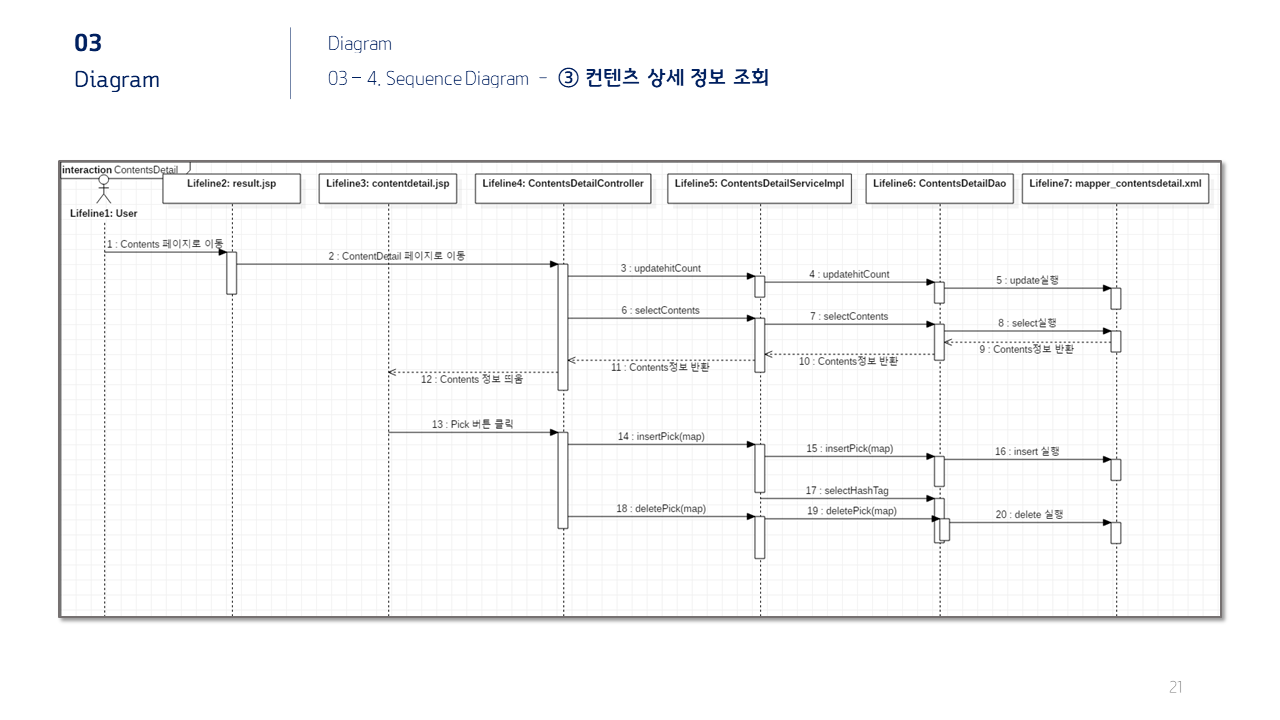 03
Diagram
Diagram
03 – 4. Sequence Diagram – ③ 컨텐츠 상세 정보 조회
interaction ContentsDetail
Lifeline1: User
Lifeline2: result.jsp
Lifeline3: contentdetail.jsp
Lifeline4: ContentsDetailController
Lifeline5: ContentsDetailServiceImpl
Lifeline6: ContentsDetailDao
Lifeline7: mapper_contentsdetail.xml
1 : Contents 페이지로 이동
2 : ContentDetail 페이지로 이동
3 : updatehitCount
4 : updatehitCount
5 : update실행
6 : selectContents
7 : selectContents
8 : select실행
9 : Contents정보 반환
10 : Contents정보 반환
11 : Contents정보 반환
12 : Contents 정보 띄움
13 : Pick 버튼 클릭
14 : insertPick(map)
15 : insertPick(map)
16 : insert 실행
17 : selectHashTag
18 : deletePick(map)
19 : deletePick(map)
20 : delete 실행
21